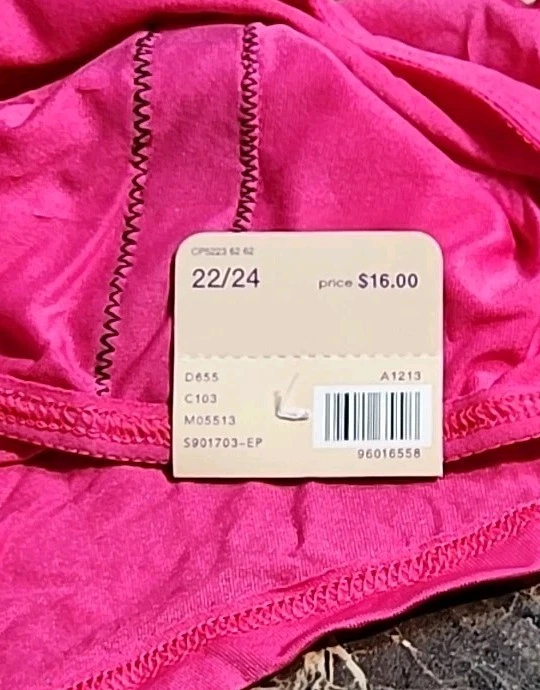 CP5223 62 62
22/24 price $16.00
D655 A1213
C103
M05513
S901703-EP
96016558